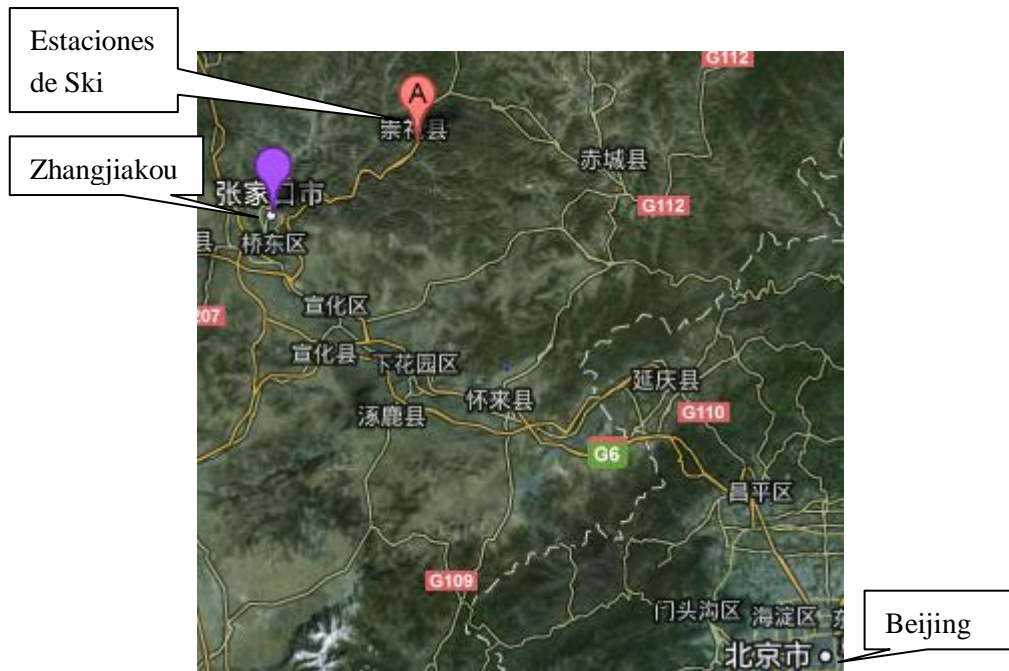 Estaciones
de Ski
G112
A
崇礼县
Zhangjiakou
赤城县
张家口市
G112
县
桥东区
宣化区
207
宣化县
下花园区
延庆县
怀来县
涿鹿县
G110
G6
昌平区
G109
门头沟区
海淀区
Beijing
北京市